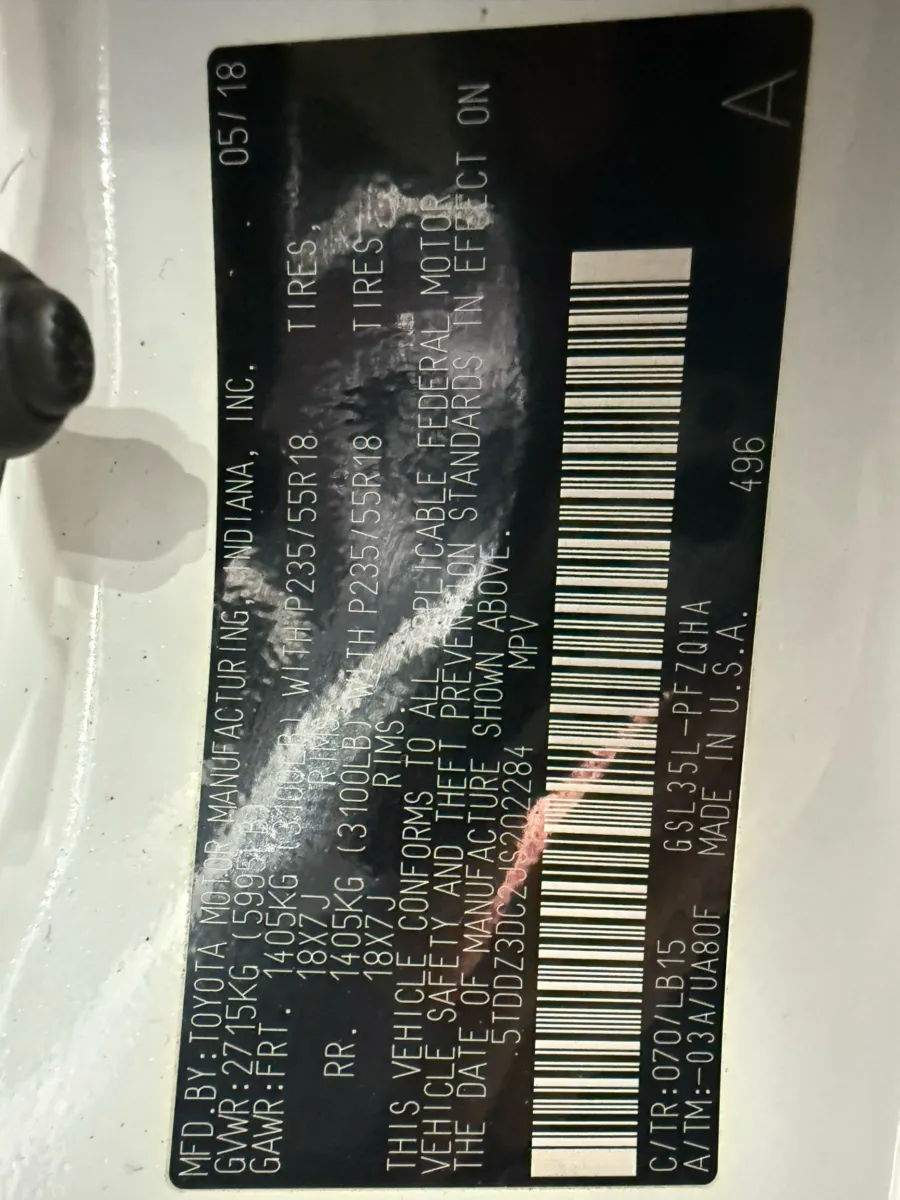 MFD.BY:TOYOTA MOTOR MANUFACTURING, INDIANA, INC. 05/18
GVWR:2715KG (5995LB)
GAWR:FRT. 1405KG (3100LB) WITH P235/55R18 TIRES,
18X7J RIMS
RR. 1405KG (3100LB) WITH P235/55R18 TIRES,
18X7J RIMS.
THIS VEHICLE CONFORMS TO ALL APPLICABLE FEDERAL MOTOR
VEHICLE SAFETY AND THEFT PREVENTION STANDARDS IN EFFECT ON
THE DATE OF MANUFACTURE SHOWN ABOVE.
5TDDZ3DC2JS202284 MPV
C/TR:070/LB15 GSL35L-PFZQHA
A/TM:-03A/UA80F MADE IN U.S.A. 496 A